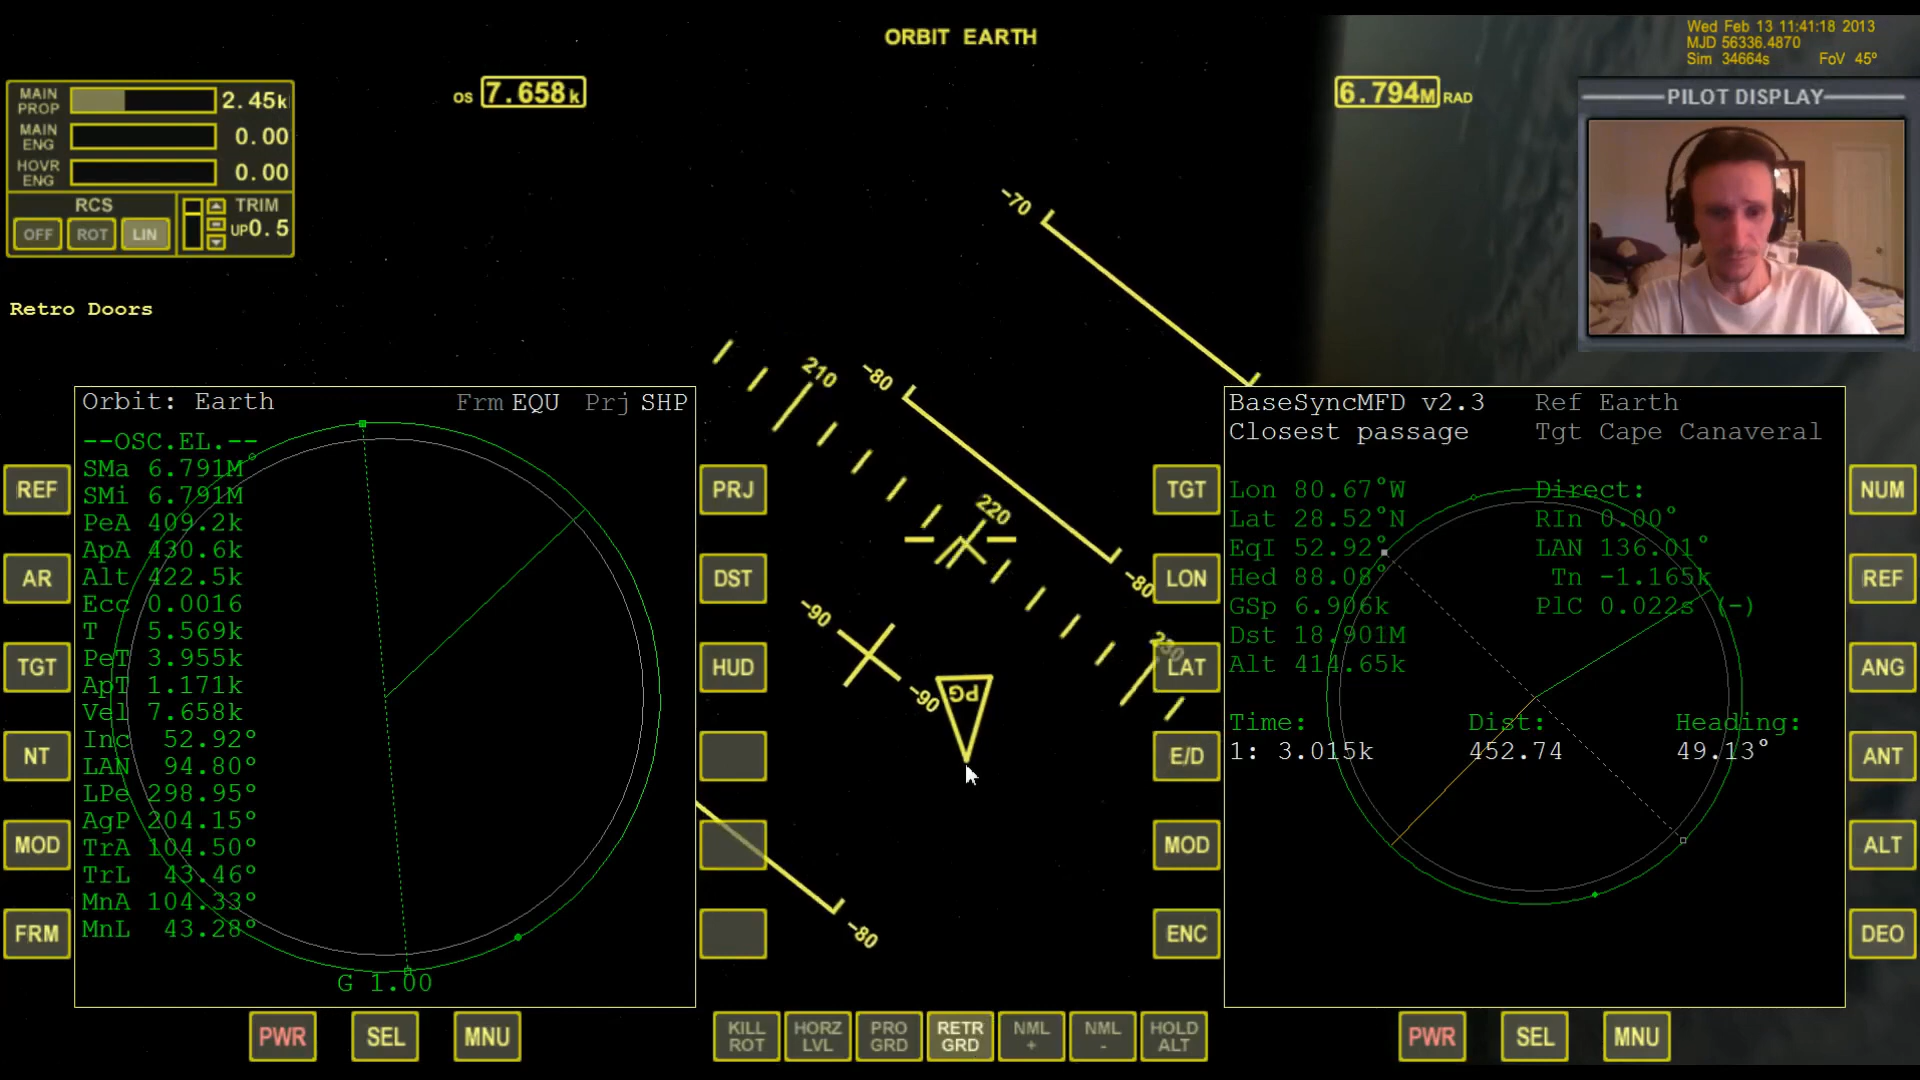 ORBIT EARTH
Wed Feb 13 11:41:18 2013
MJD 56336.4870
Sim 34664s FoV 45°
MAIN PROP 2.45k
MAIN ENG 0.00
HOVR ENG 0.00
RCS TRIM
OFF ROT LIN UP0.5
OS 7.658k
6.794M RAD
PILOT DISPLAY
Retro Doors
-70
210
-80
220
-80
-90
-90
PG
230
-80
Orbit: Earth Frm EQU Prj SHP
--OSC.EL.--
SMa 6.791M
SMi 6.791M
PeA 409.2k
ApA 430.6k
Alt 422.5k
Ecc 0.0016
T 5.569k
PeT 3.955k
ApT 1.171k
Vel 7.658k
Inc 52.92°
LAN 94.80°
LPe 298.95°
AgP 204.15°
TrA 104.50°
TrL 43.46°
MnA 104.33°
MnL 43.28°
G 1.00
REF
AR
TGT
NT
MOD
FRM
PRJ
DST
HUD
PWR SEL MNU
BaseSyncMFD v2.3 Ref Earth
Closest passage Tgt Cape Canaveral
Lon 80.67°W Direct:
Lat 28.52°N RIn 0.00°
EqI 52.92° LAN 136.01°
Hed 88.08° Tn -1.165k
GSp 6.906k PlC 0.022s (-)
Dst 18.901M
Alt 414.65k
Time: Dist: Heading:
1: 3.015k 452.74 49.13°
TGT
LON
LAT
E/D
MOD
ENC
NUM
REF
ANG
ANT
ALT
DEO
KILL ROT
HORZ LVL
PRO GRD
RETR GRD
NML +
NML -
HOLD ALT
PWR SEL MNU